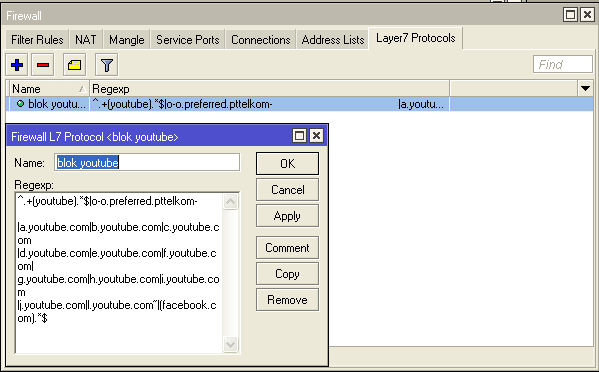 Firewall
Filter Rules NAT Mangle Service Ports Connections Address Lists Layer7 Protocols
Find
Name Regexp
blok youtu... ^.+(youtube).*$|o-o.preferred.pttelkom- |a.youtu...
Firewall L7 Protocol <blok youtube>
Name: blok youtube
OK
Regexp:
Cancel
^.+(youtube).*$|o-o.preferred.pttelkom-
Apply
|a.youtube.com|b.youtube.com|c.youtube.c
om
|d.youtube.com|e.youtube.com|f.youtube.co
m|
g.youtube.com|h.youtube.com|i.youtube.co
m
|j.youtube.com|l.youtube.com~|(facebook.c
om).*$
Comment
Copy
Remove